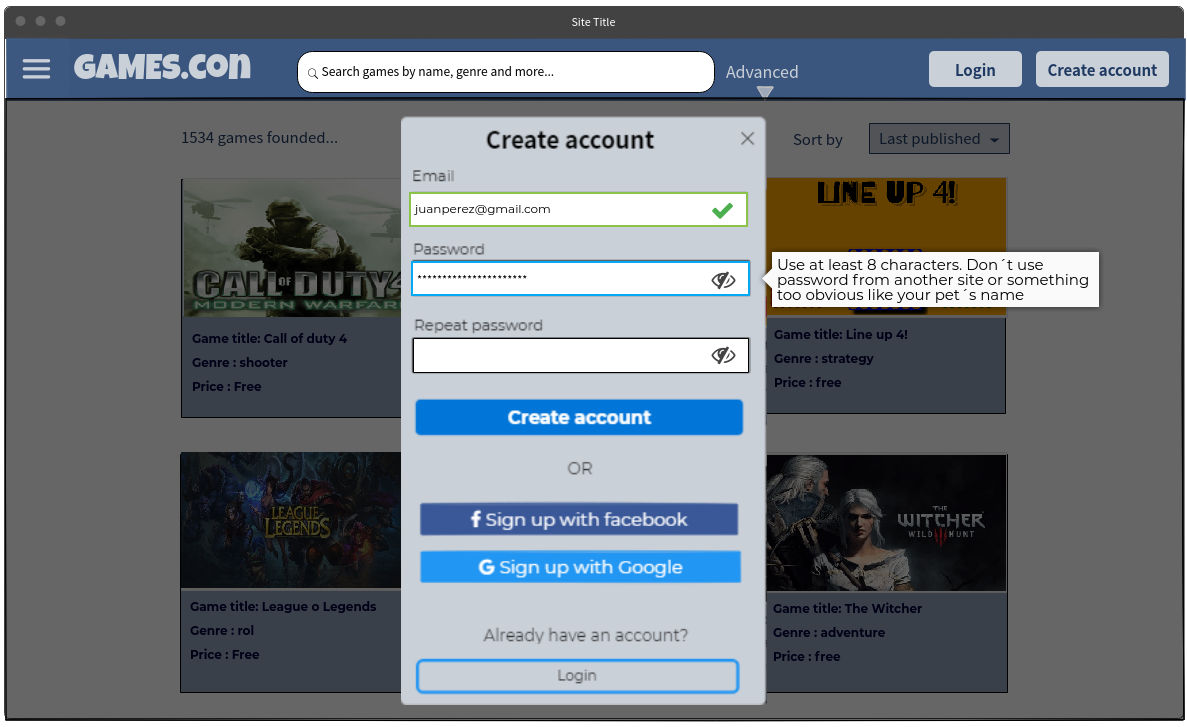 Site Title
GAMES.COn
Search games by name, genre and more...
Advanced
Login
Create account
1534 games founded...
Sort by
Last published
Create account
Email
juanperez@gmail.com
Password
**********************
Use at least 8 characters. Don´t use
password from another site or something
too obvious like your pet´s name
Repeat password
Create account
OR
f Sign up with facebook
G Sign up with Google
Already have an account?
Login
CALL OF DUTY 4
MODERN WARFAR
Game title: Call of duty 4
Genre : shooter
Price : Free
LINE UP 4!
Game title: Line up 4!
Genre : strategy
Price : free
LEAGUE
LEGENDS
Game title: League o Legends
Genre : rol
Price : Free
THE
WITCHER
WILD HUNT
Game title: The Witcher
Genre : adventure
Price : free